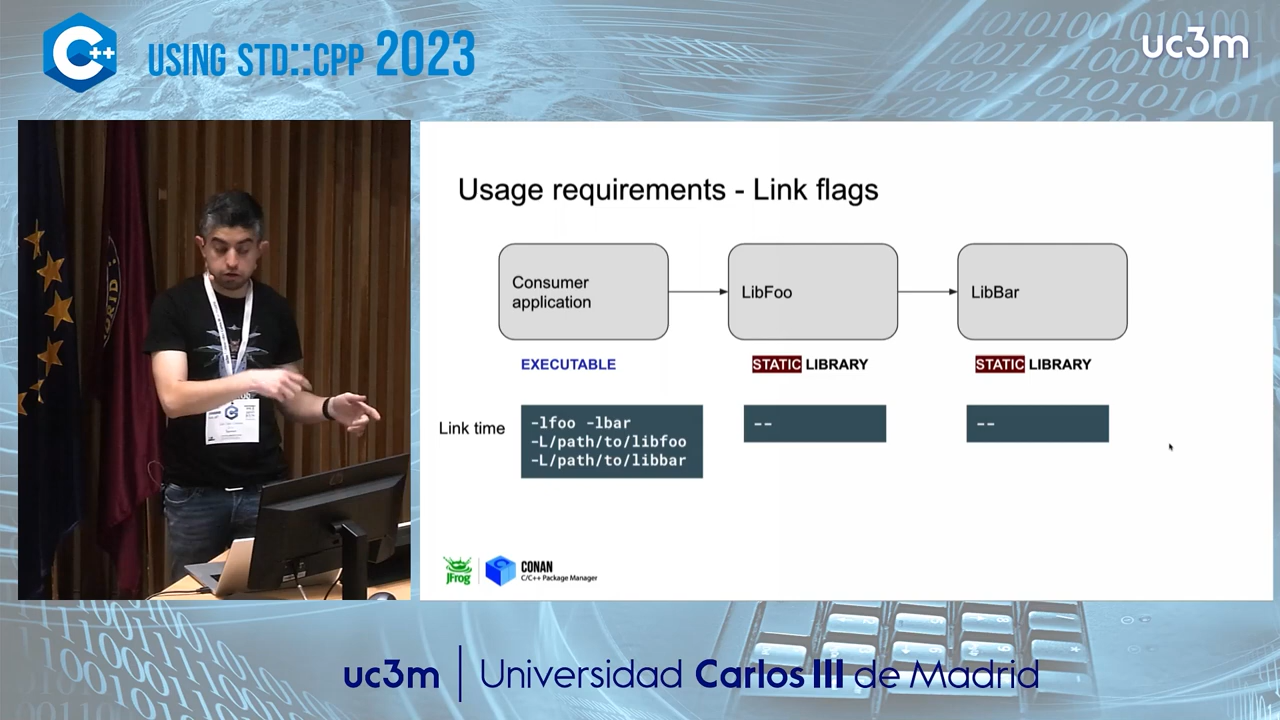 C++
USING STD::CPP 2023
uc3m
Usage requirements - Link flags
Consumer
application
LibFoo
LibBar
EXECUTABLE
STATIC LIBRARY
STATIC LIBRARY
Link time
-lfoo -lbar
-L/path/to/libfoo
-L/path/to/libbar
--
--
JFrog
CONAN
C/C++ Package Manager
uc3m | Universidad Carlos III de Madrid